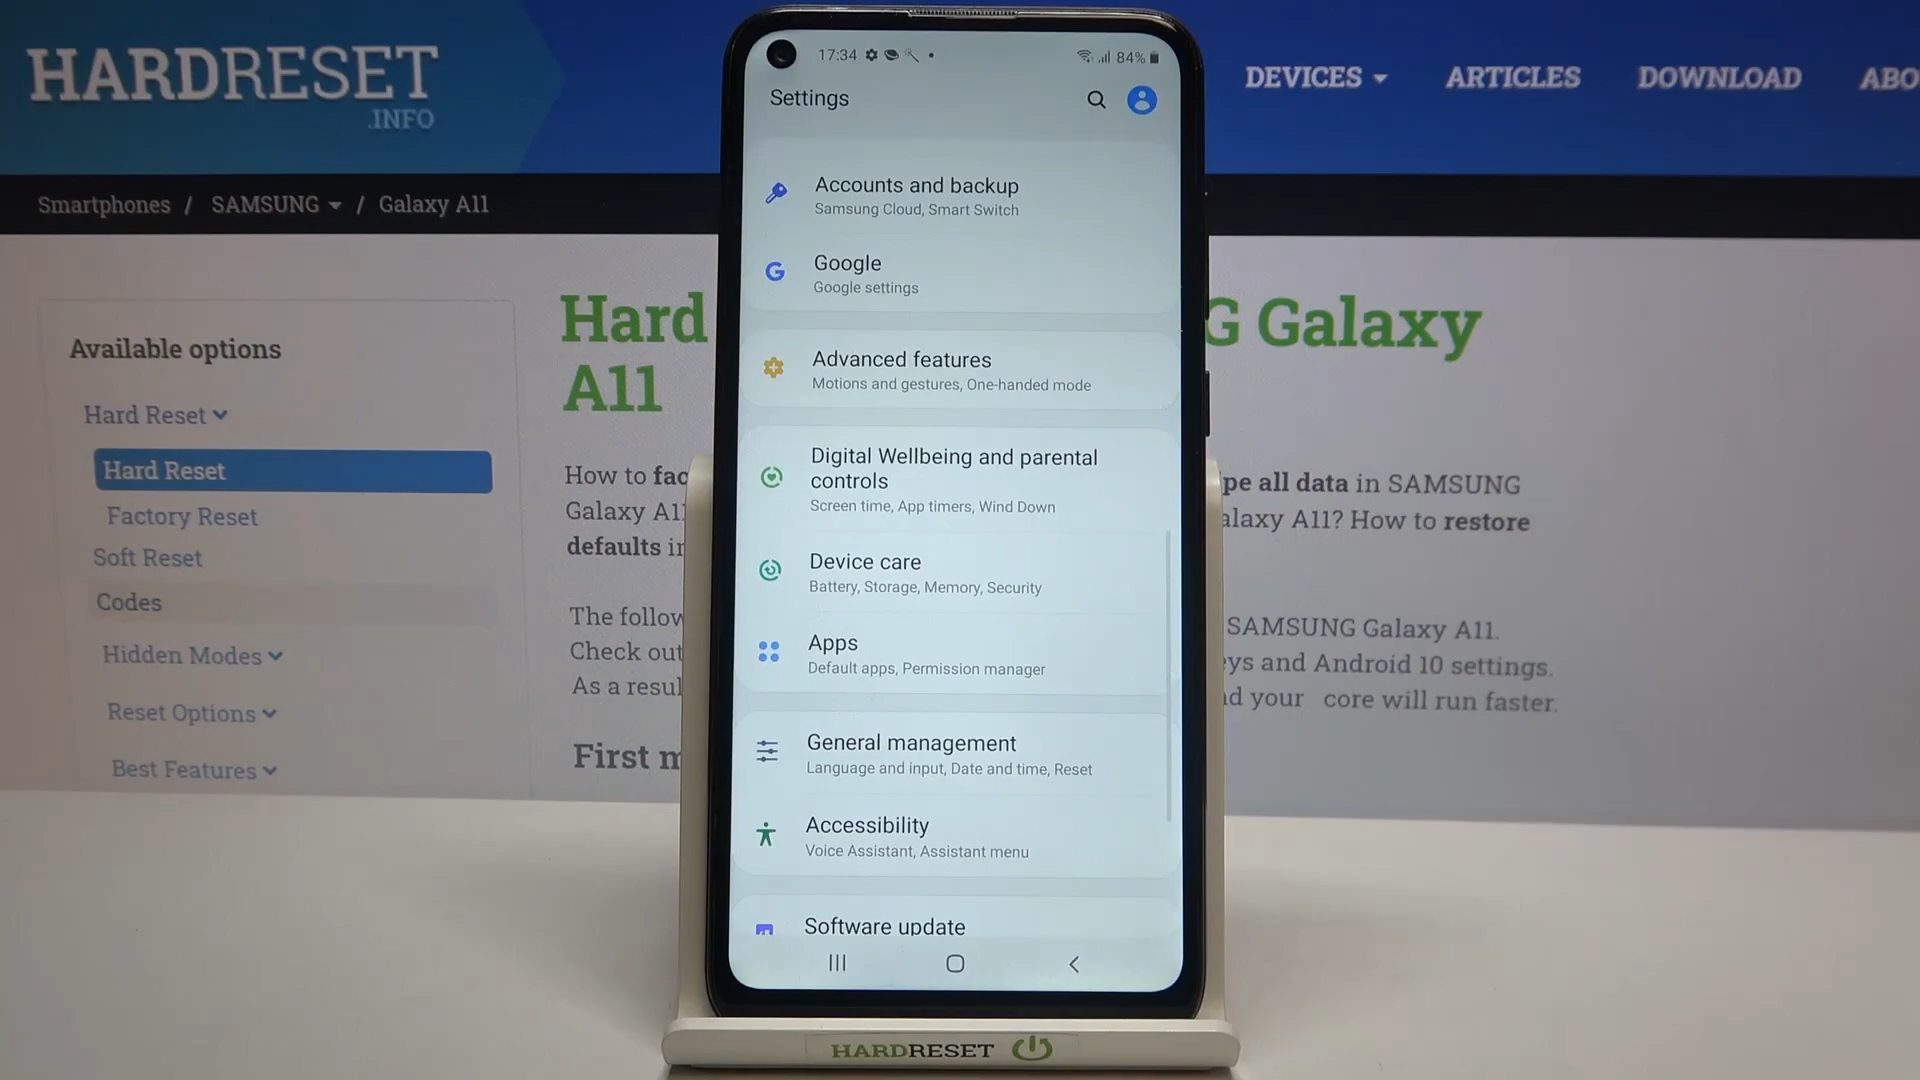 HARDRESET
.INFO
DEVICES
ARTICLES
DOWNLOAD
ABO
Smartphones / SAMSUNG / Galaxy A11
Available options
Hard Reset
Hard Reset
Factory Reset
Soft Reset
Codes
Hidden Modes
Reset Options
Best Features
Hard
G Galaxy
A11
How to fac
pe all data in SAMSUNG
Galaxy A1
alaxy A11? How to restore
defaults in
The follow
SAMSUNG Galaxy A11.
Check out
eys and Android 10 settings.
As a resul
d your core will run faster.
First m
17:34
84%
Settings
Accounts and backup
Samsung Cloud, Smart Switch
Google
Google settings
Advanced features
Motions and gestures, One-handed mode
Digital Wellbeing and parental
controls
Screen time, App timers, Wind Down
Device care
Battery, Storage, Memory, Security
Apps
Default apps, Permission manager
General management
Language and input, Date and time, Reset
Accessibility
Voice Assistant, Assistant menu
Software update
HARDRESET